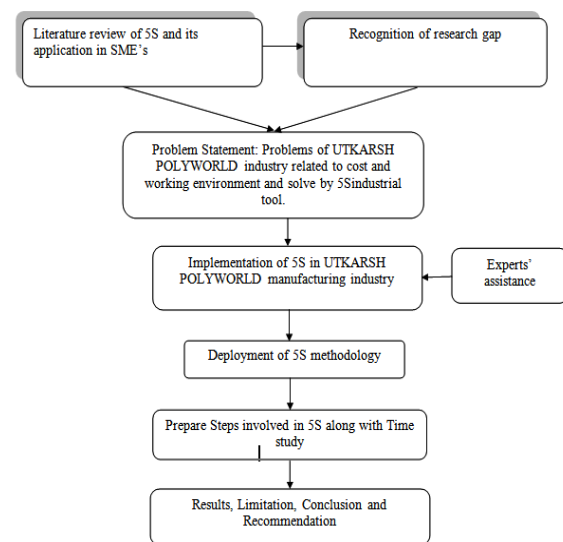 Literature review of 5S and its
application in SME's
Recognition of research gap
Problem Statement: Problems of UTKARSH
POLYWORLD industry related to cost and
working environment and solve by 5Sindustrial
tool.
Implementation of 5S in UTKARSH
POLYWORLD manufacturing industry
Experts'
assistance
Deployment of 5S methodology
Prepare Steps involved in 5S along with Time
study
Results, Limitation, Conclusion and
Recommendation